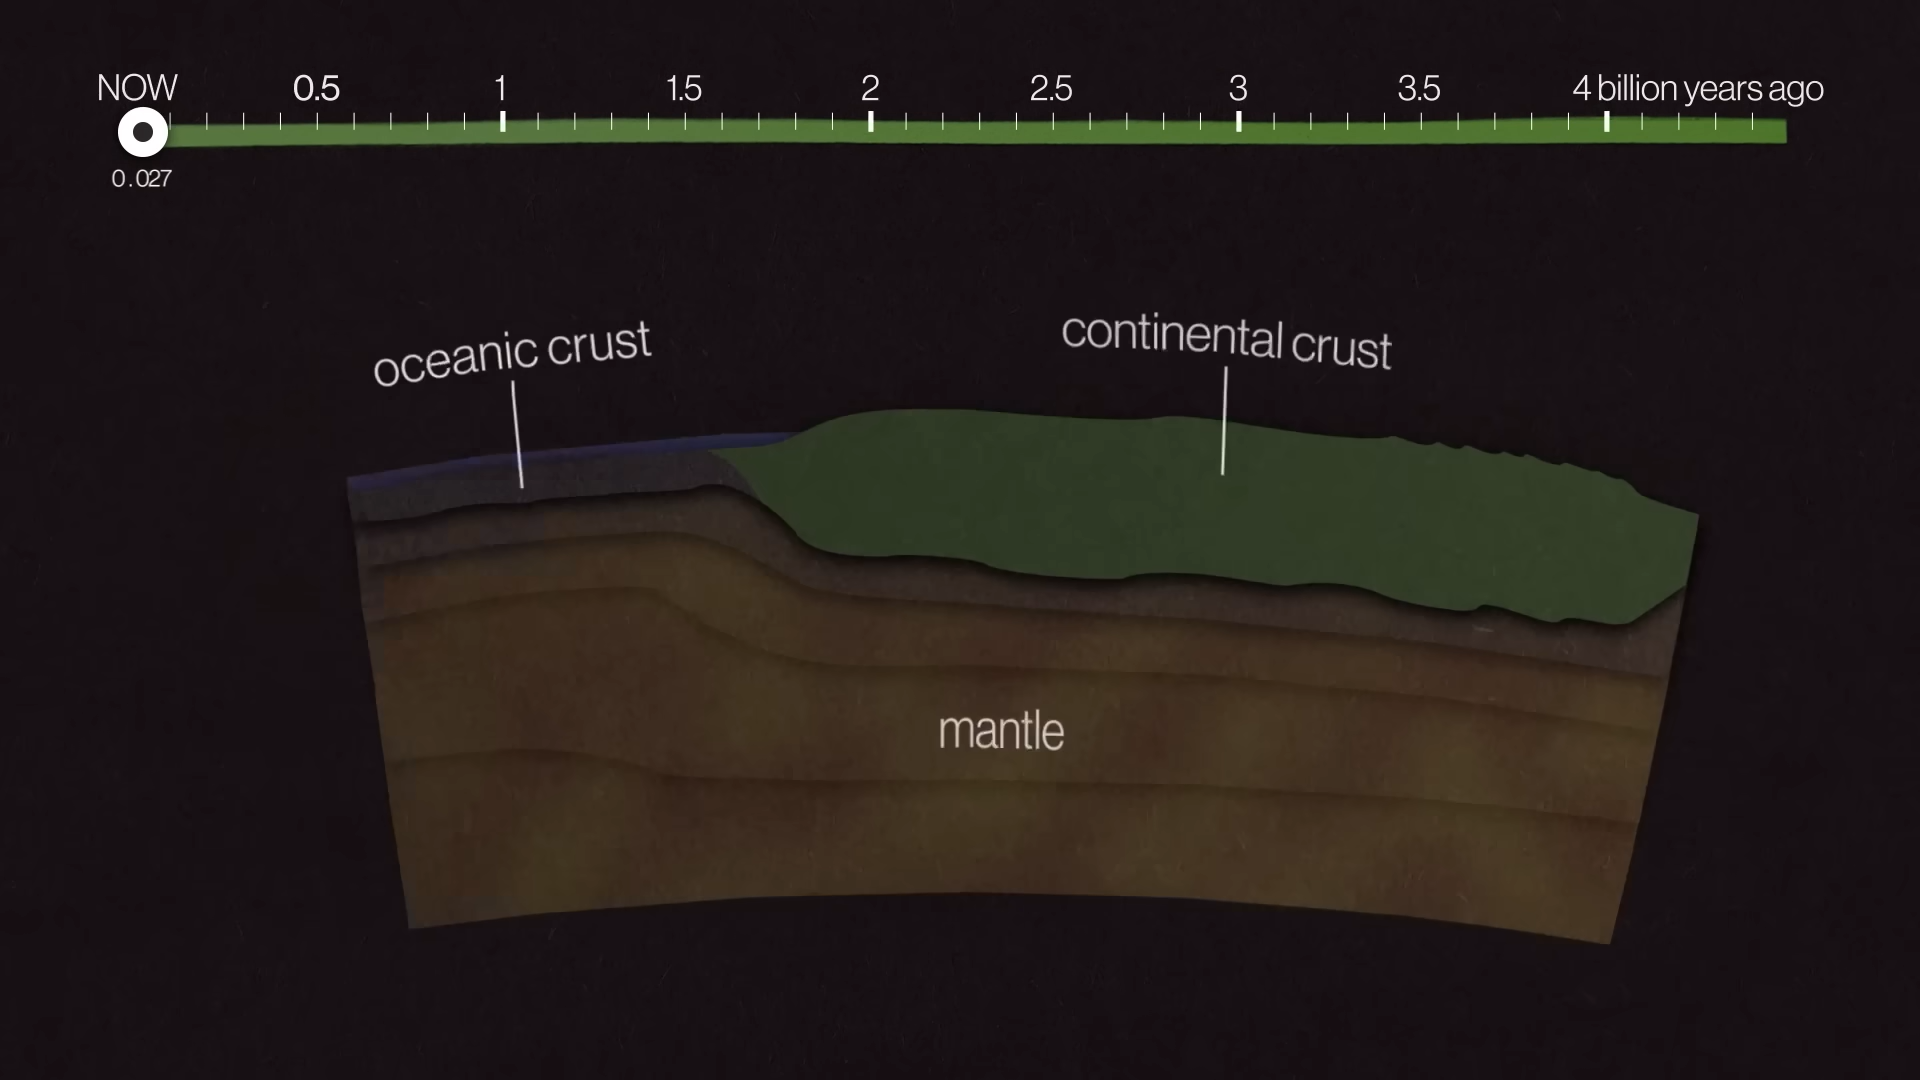 NOW 0.5 1 1.5 2 2.5 3 3.5 4 billion years ago
0.027
oceanic crust
continental crust
mantle